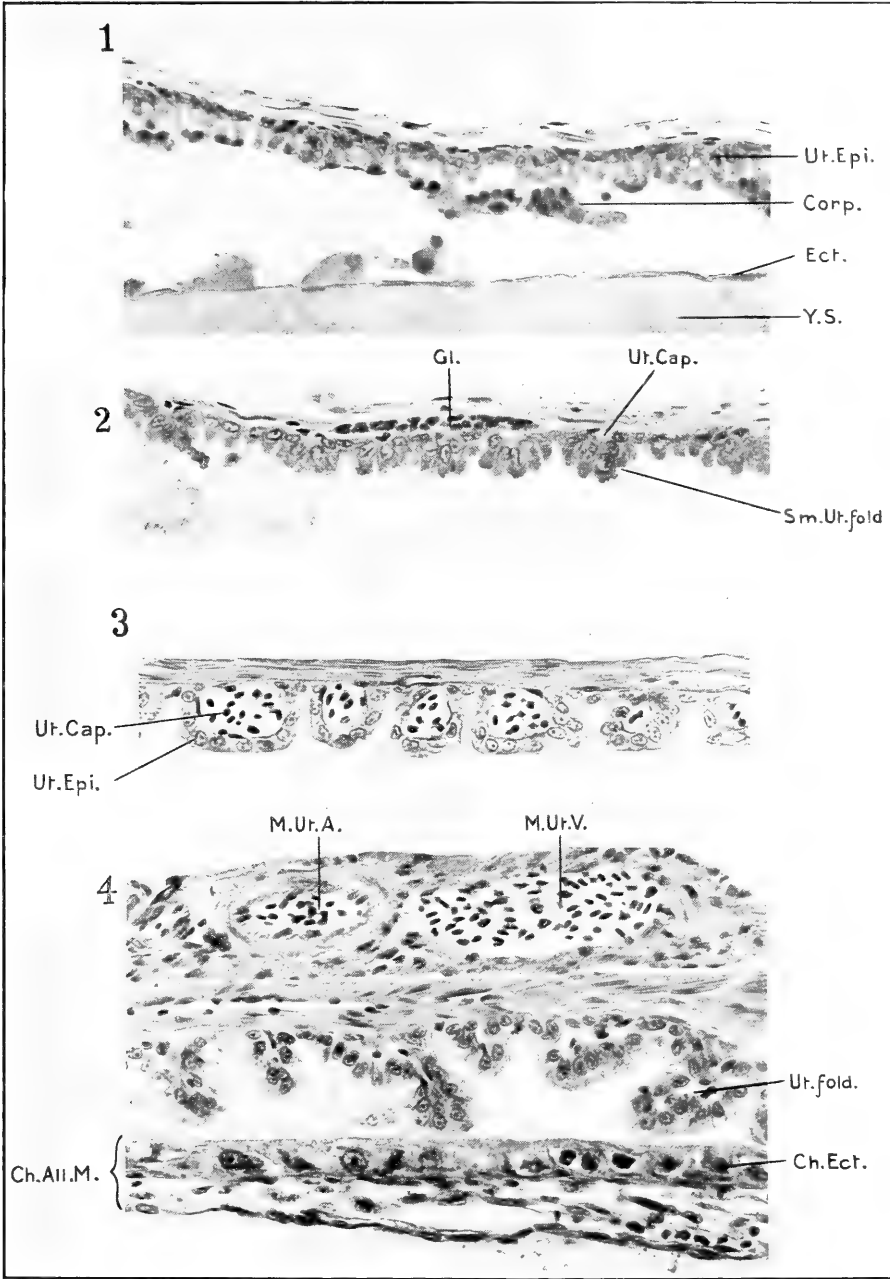 1
Ut.Epi.
Corp.
Ect.
Y.S.
Gl.
Ut.Cap.
2
Sm.Ut.fold
3
Ut.Cap.
Ut.Epi.
M.Ut.A.
M.Ut.V.
4
Ut.fold.
Ch.All.M.
Ch.Ect.